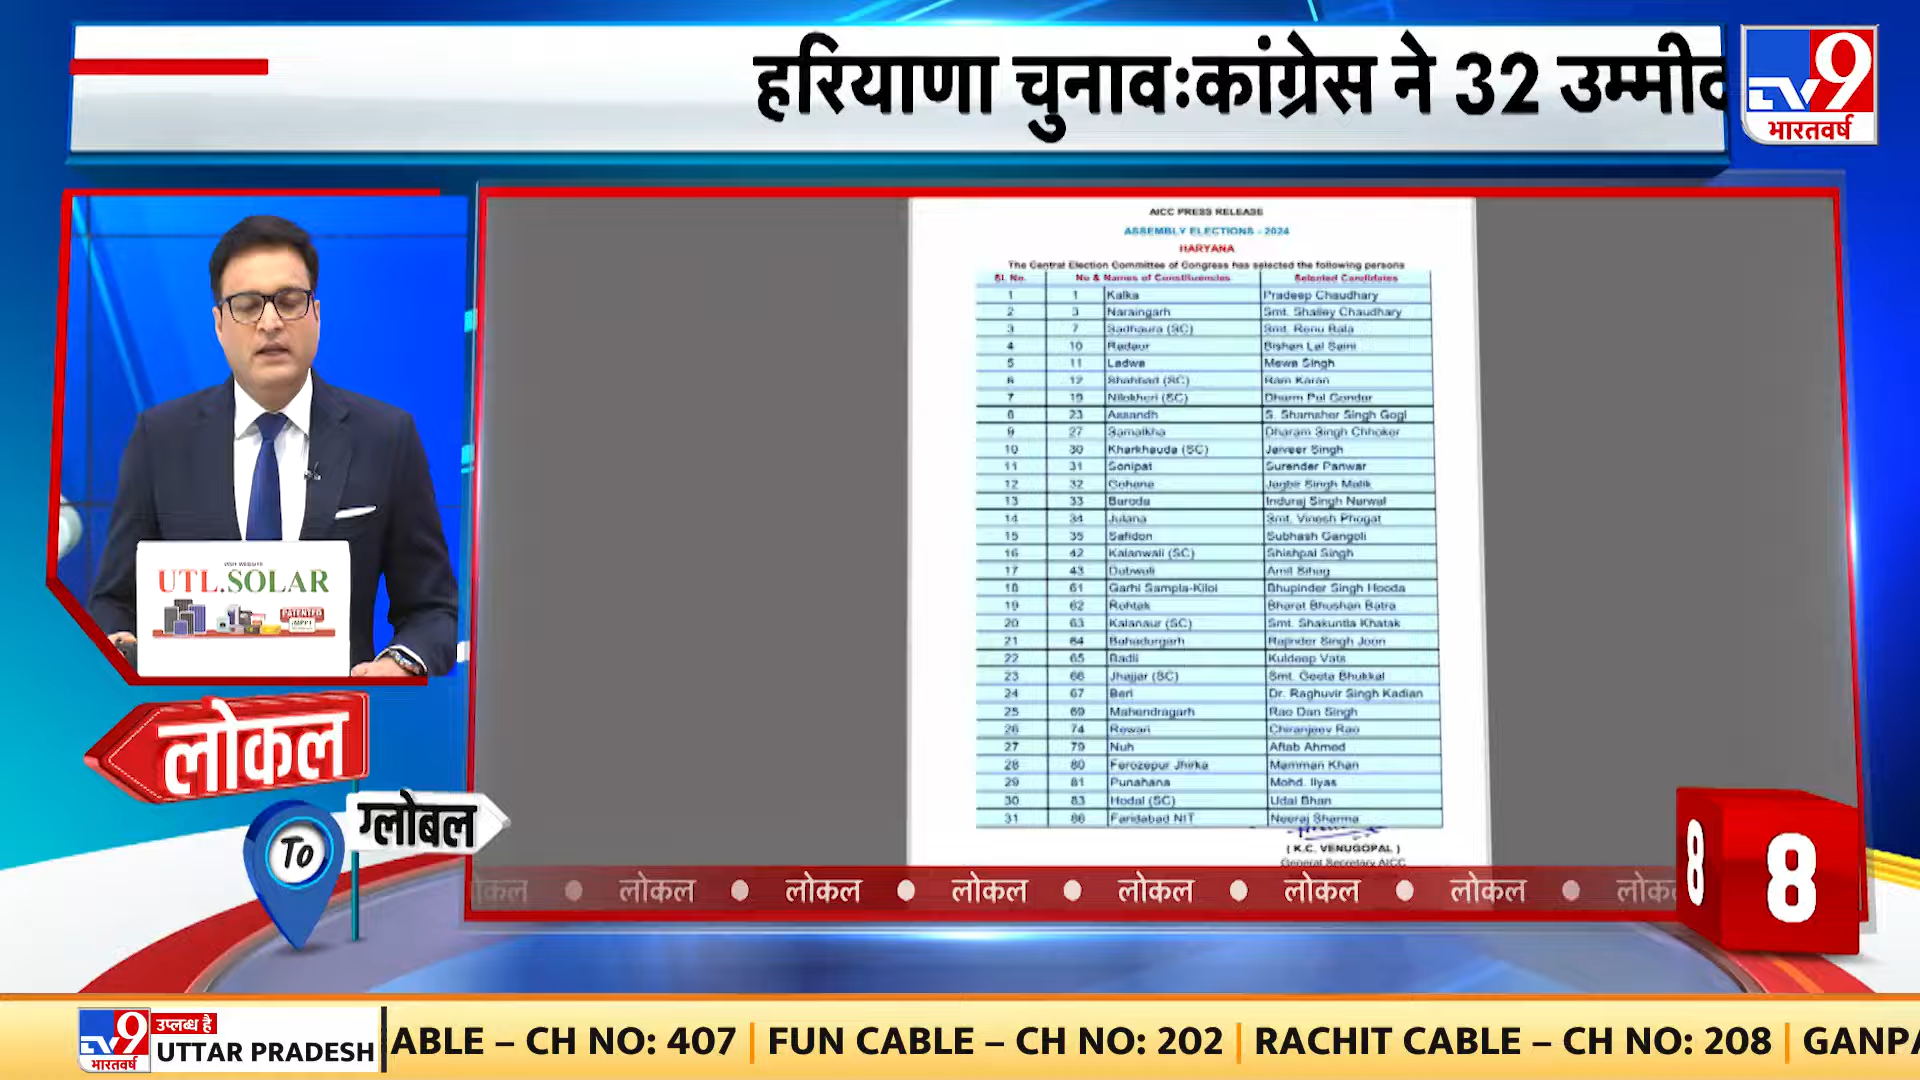 हरियाणा चुनावःकांग्रेस ने 32 उम्मीद
TV9
भारतवर्ष
AICC PRESS RELEASE
ASSEMBLY ELECTIONS - 2024
HARYANA
The Central Election Committee of Congress has selected the following persons
Sl. No. No & Names of Constituencies Selected Candidates
1 1 Kalka Pradeep Chaudhary
2 3 Naraingarh Smt. Shalley Chaudhary
3 7 Sadhaura (SC) Smt. Renu Bala
4 10 Radaur Bishan Lal Saini
5 11 Ladwa Mewa Singh
6 12 Shahbad (SC) Ram Karan
7 19 Nilokheri (SC) Dharm Pal Gonder
8 23 Assandh S. Shamsher Singh Gogi
9 27 Samalkha Dharam Singh Chhoker
10 30 Kharkhauda (SC) Jaiveer Singh
11 31 Sonipat Surender Panwar
12 32 Gohana Jagbir Singh Malik
13 33 Baroda Induraj Singh Narwal
14 34 Julana Smt. Vinesh Phogat
15 35 Safidon Subhash Gangoli
16 42 Kalanwali (SC) Shishpal Singh
17 43 Dabwali Amit Sihag
18 61 Garhi Sampla-Kiloi Bhupinder Singh Hooda
19 62 Rohtak Bharat Bhushan Batra
20 63 Kalanaur (SC) Smt. Shakuntla Khatak
21 64 Bahadurgarh Rajinder Singh Joon
22 65 Badli Kuldeep Vats
23 66 Jhajjar (SC) Smt. Geeta Bhukkal
24 67 Beri Dr. Raghuvir Singh Kadian
25 69 Mahendragarh Rao Dan Singh
26 74 Rewari Chiranjeev Rao
27 79 Nuh Aftab Ahmed
28 80 Ferozepur Jhirka Mamman Khan
29 81 Punahana Mohd. Ilyas
30 83 Hodal (SC) Udai Bhan
31 86 Faridabad NIT Neeraj Sharma
( K.C. VENUGOPAL )
General Secretary AICC
VISIT WEBSITE
UTL.SOLAR
PATENTED
लोकल
To
ग्लोबल
लोकल लोकल लोकल लोकल लोकल लोकल
8 8
TV9
भारतवर्ष
उपलब्ध है
UTTAR PRADESH
ABLE – CH NO: 407 | FUN CABLE – CH NO: 202 | RACHIT CABLE – CH NO: 208 | GANPA